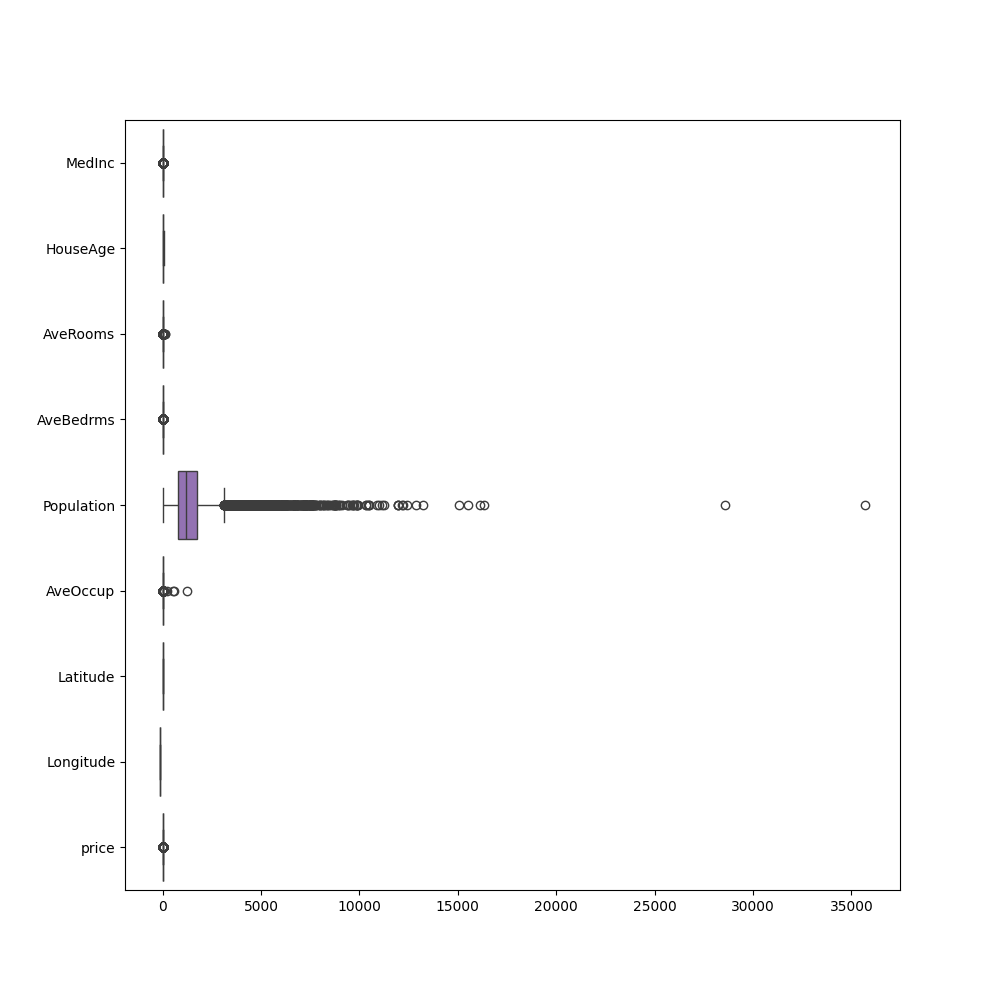 MedInc
HouseAge
AveRooms
AveBedrms
Population
AveOccup
Latitude
Longitude
price
0 5000 10000 15000 20000 25000 30000 35000